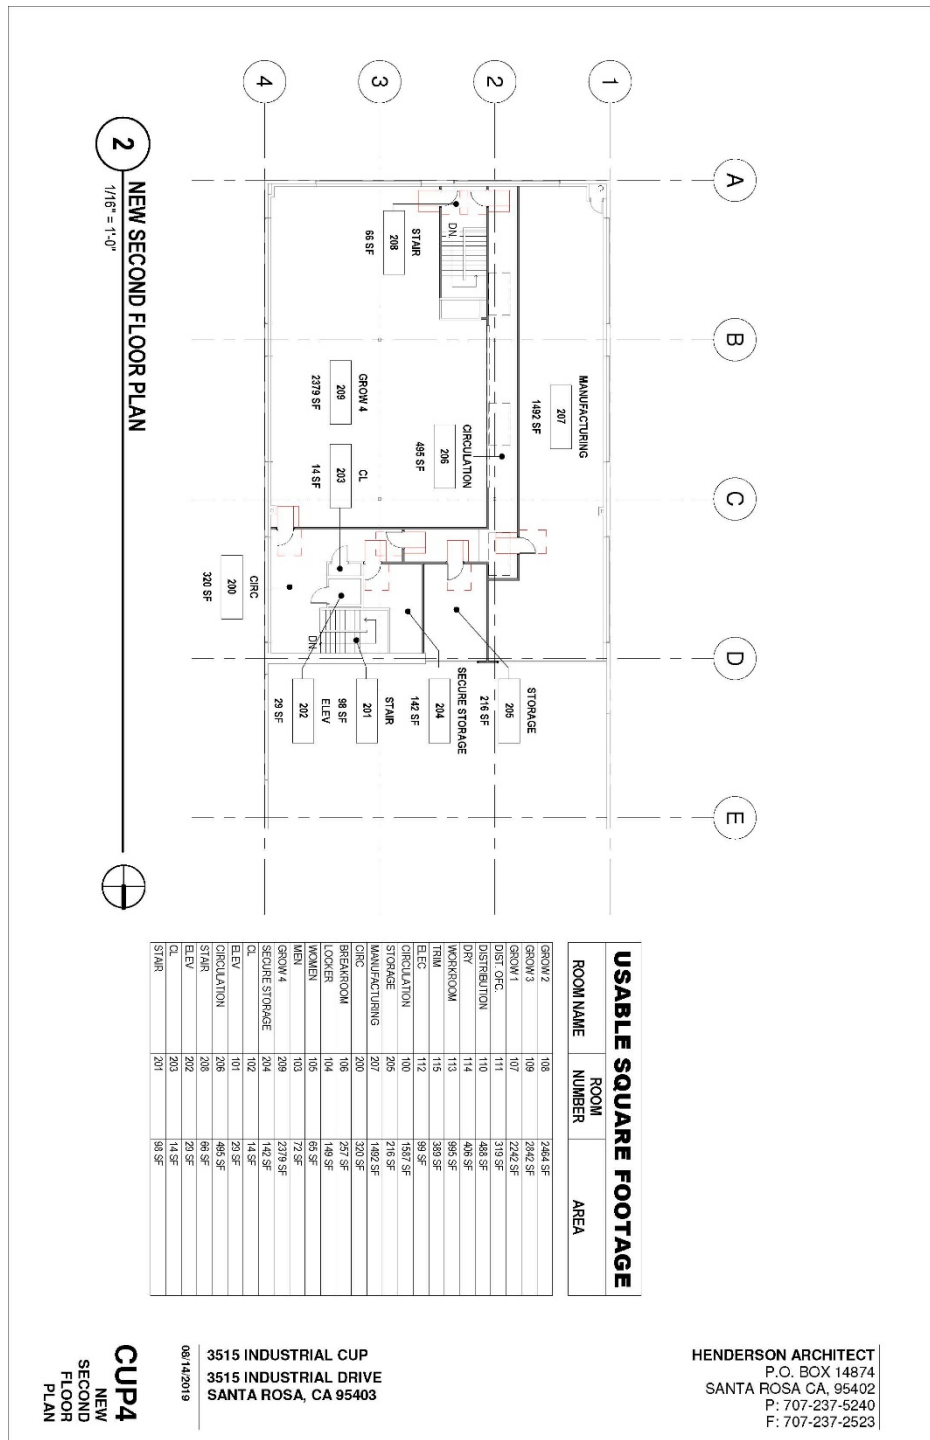 4
3
2
1
A
B
C
D
E
MANUFACTURING
207
1492 SF
STAIR
208
66 SF
DN.
CIRCULATION
206
495 SF
GROW 4
209
2379 SF
CL
203
14 SF
CIRC
200
320 SF
DN.
STORAGE
205
216 SF
SECURE STORAGE
204
142 SF
STAIR
201
98 SF
ELEV
202
29 SF
2
NEW SECOND FLOOR PLAN
1/16" = 1'-0"
USABLE SQUARE FOOTAGE
ROOM NAME ROOM NUMBER AREA
GROW 2 108 2464 SF
GROW 3 109 2842 SF
GROW 1 107 2242 SF
DIST. OFC. 111 319 SF
DISTRIBUTION 110 488 SF
DRY 114 406 SF
WORKROOM 113 995 SF
TRIM 115 389 SF
ELEC 112 99 SF
CIRCULATION 100 1587 SF
STORAGE 205 216 SF
MANUFACTURING 207 1492 SF
CIRC 200 320 SF
BREAKROOM 106 257 SF
LOCKER 104 149 SF
WOMEN 105 65 SF
MEN 103 72 SF
GROW 4 209 2379 SF
SECURE STORAGE 204 142 SF
CL 102 14 SF
ELEV 101 29 SF
CIRCULATION 206 495 SF
STAIR 208 66 SF
ELEV 202 29 SF
CL 203 14 SF
STAIR 201 98 SF
HENDERSON ARCHITECT
P.O. BOX 14874
SANTA ROSA CA, 95402
P: 707-237-5240
F: 707-237-2523
3515 INDUSTRIAL CUP
3515 INDUSTRIAL DRIVE
SANTA ROSA, CA 95403
08/14/2019
CUP4
NEW
SECOND
FLOOR
PLAN